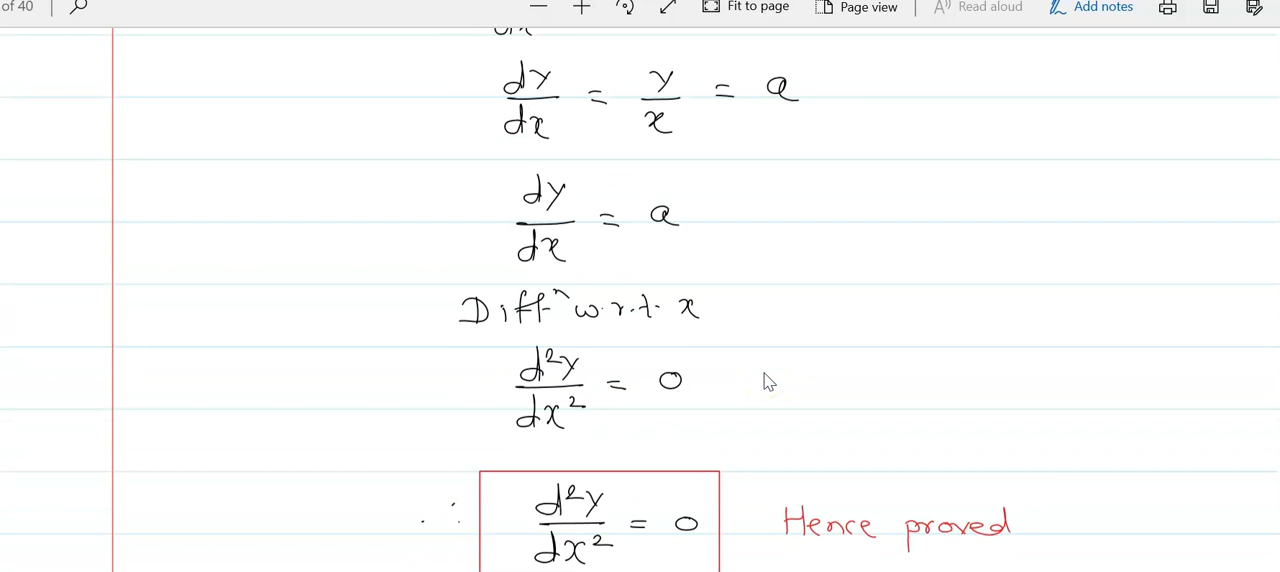 of 40 Fit to page Page view Read aloud Add notes
dy/dx = y/x = a
dy/dx = a
Diffⁿ w.r.t. x
d²y/dx² = 0
∴ d²y/dx² = 0 Hence proved